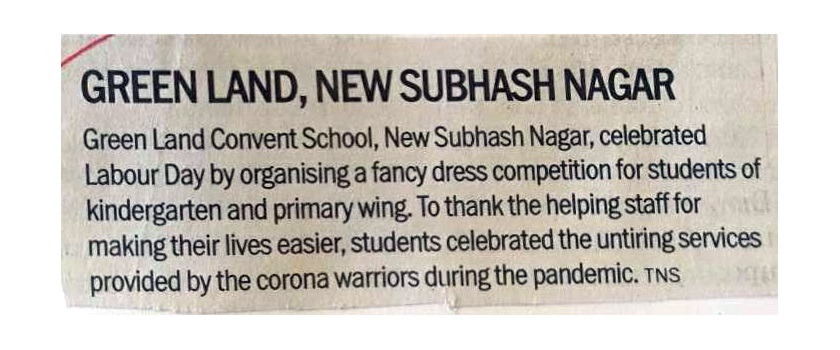 GREEN LAND, NEW SUBHASH NAGAR
Green Land Convent School, New Subhash Nagar, celebrated
Labour Day by organising a fancy dress competition for students of
kindergarten and primary wing. To thank the helping staff for
making their lives easier, students celebrated the untiring services
provided by the corona warriors during the pandemic. TNS